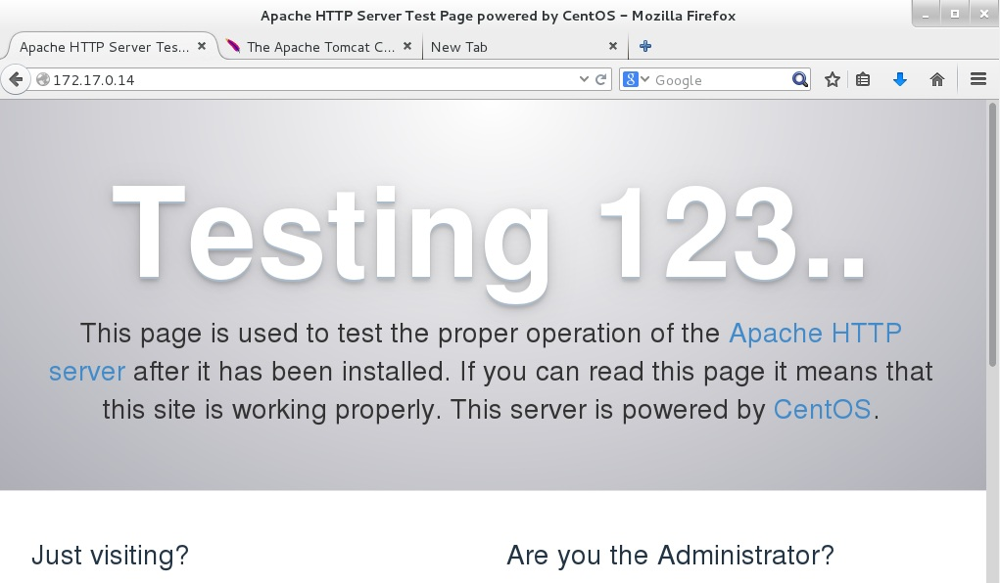 Apache HTTP Server Test Page powered by CentOS - Mozilla Firefox
Apache HTTP Server Tes... The Apache Tomcat C... New Tab
172.17.0.14 8 Google
Testing 123..
This page is used to test the proper operation of the Apache HTTP
server after it has been installed. If you can read this page it means that
this site is working properly. This server is powered by CentOS.
Just visiting? Are you the Administrator?